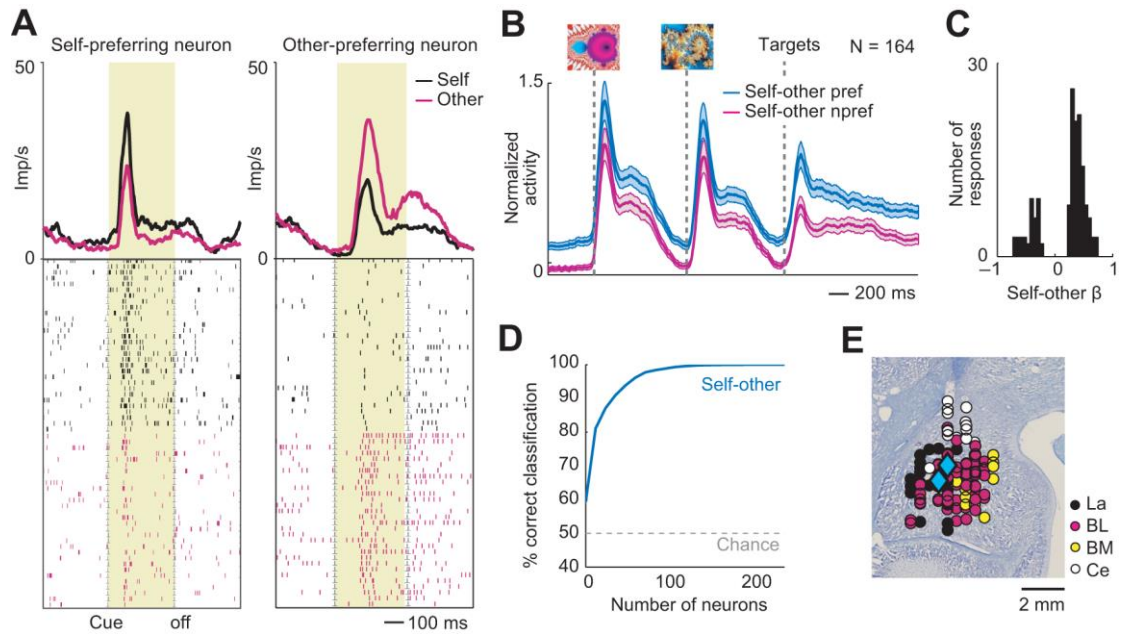 A
Self-preferring neuron
Other-preferring neuron
50
Imp/s
0
50
Imp/s
0
Self
Other
Cue
off
100 ms
B
Targets
N = 164
1.5
Normalized
activity
0
Self-other pref
Self-other npref
200 ms
C
30
Number of
responses
0
−1
0
1
Self-other β
D
100
90
80
70
60
50
40
% correct classification
Self-other
Chance
0
100
200
Number of neurons
E
La
BL
BM
Ce
2 mm